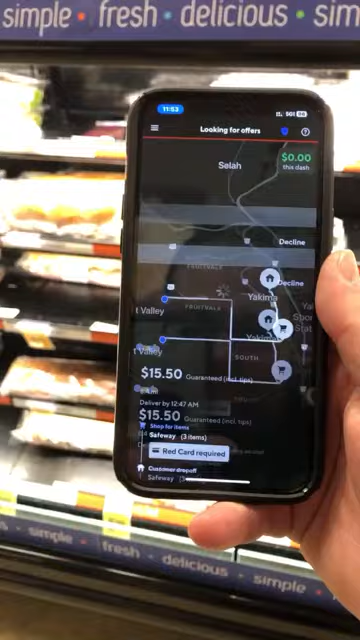 simple • fresh • delicious • sim
11:53
5G
Looking for offers
$0.00
this dash
Selah
Decline
FRUITVALE
Decline
Yakima
FRUITVALE
t Valley
Yakima
t Valley
SOUTH
$15.50 Guaranteed (incl. tips)
Deliver by 12:47 AM
$15.50 Guaranteed (incl. tips)
Shop for items
Safeway (3 items)
Red Card required
Customer dropoff
Safeway
simple • fresh • delicious • simple